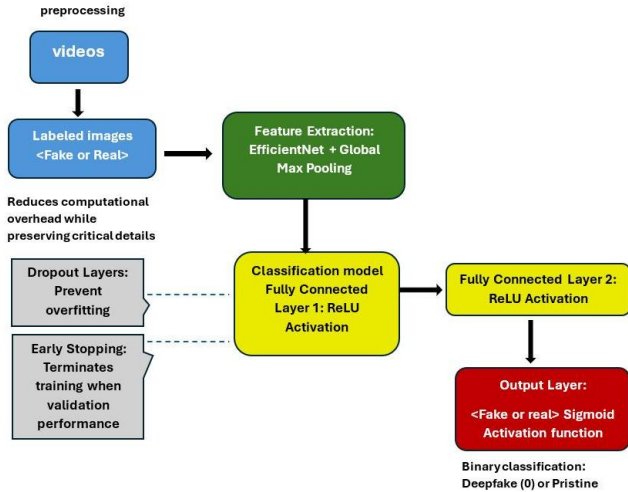 preprocessing
videos
Labeled images
<Fake or Real>
Feature Extraction:
EfficientNet + Global
Max Pooling
Reduces computational
overhead while
preserving critical details
Dropout Layers:
Prevent
overfitting
Classification model
Fully Connected
Layer 1: ReLU
Activation
Fully Connected Layer 2:
ReLU Activation
Early Stopping:
Terminates
training when
validation
performance
Output Layer:
<Fake or real> Sigmoid
Activation function
Binary classification:
Deepfake (0) or Pristine